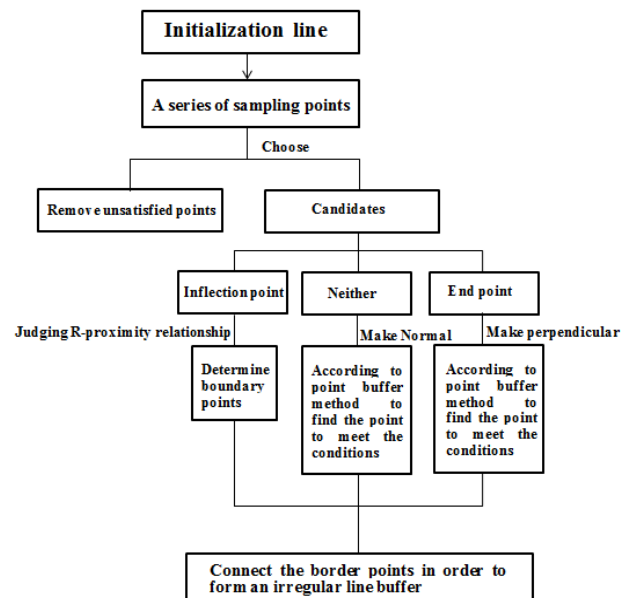 Initialization line
A series of sampling points
Choose
Remove unsatisfied points
Candidates
Inflection point
Neither
End point
Judging R-proximity relationship
Make Normal
Make perpendicular
Determine
boundary
points
According to
point buffer
method to
find the point
to meet the
conditions
According to
point buffer
method to
find the point
to meet the
conditions
Connect the border points in order to
form an irregular line buffer